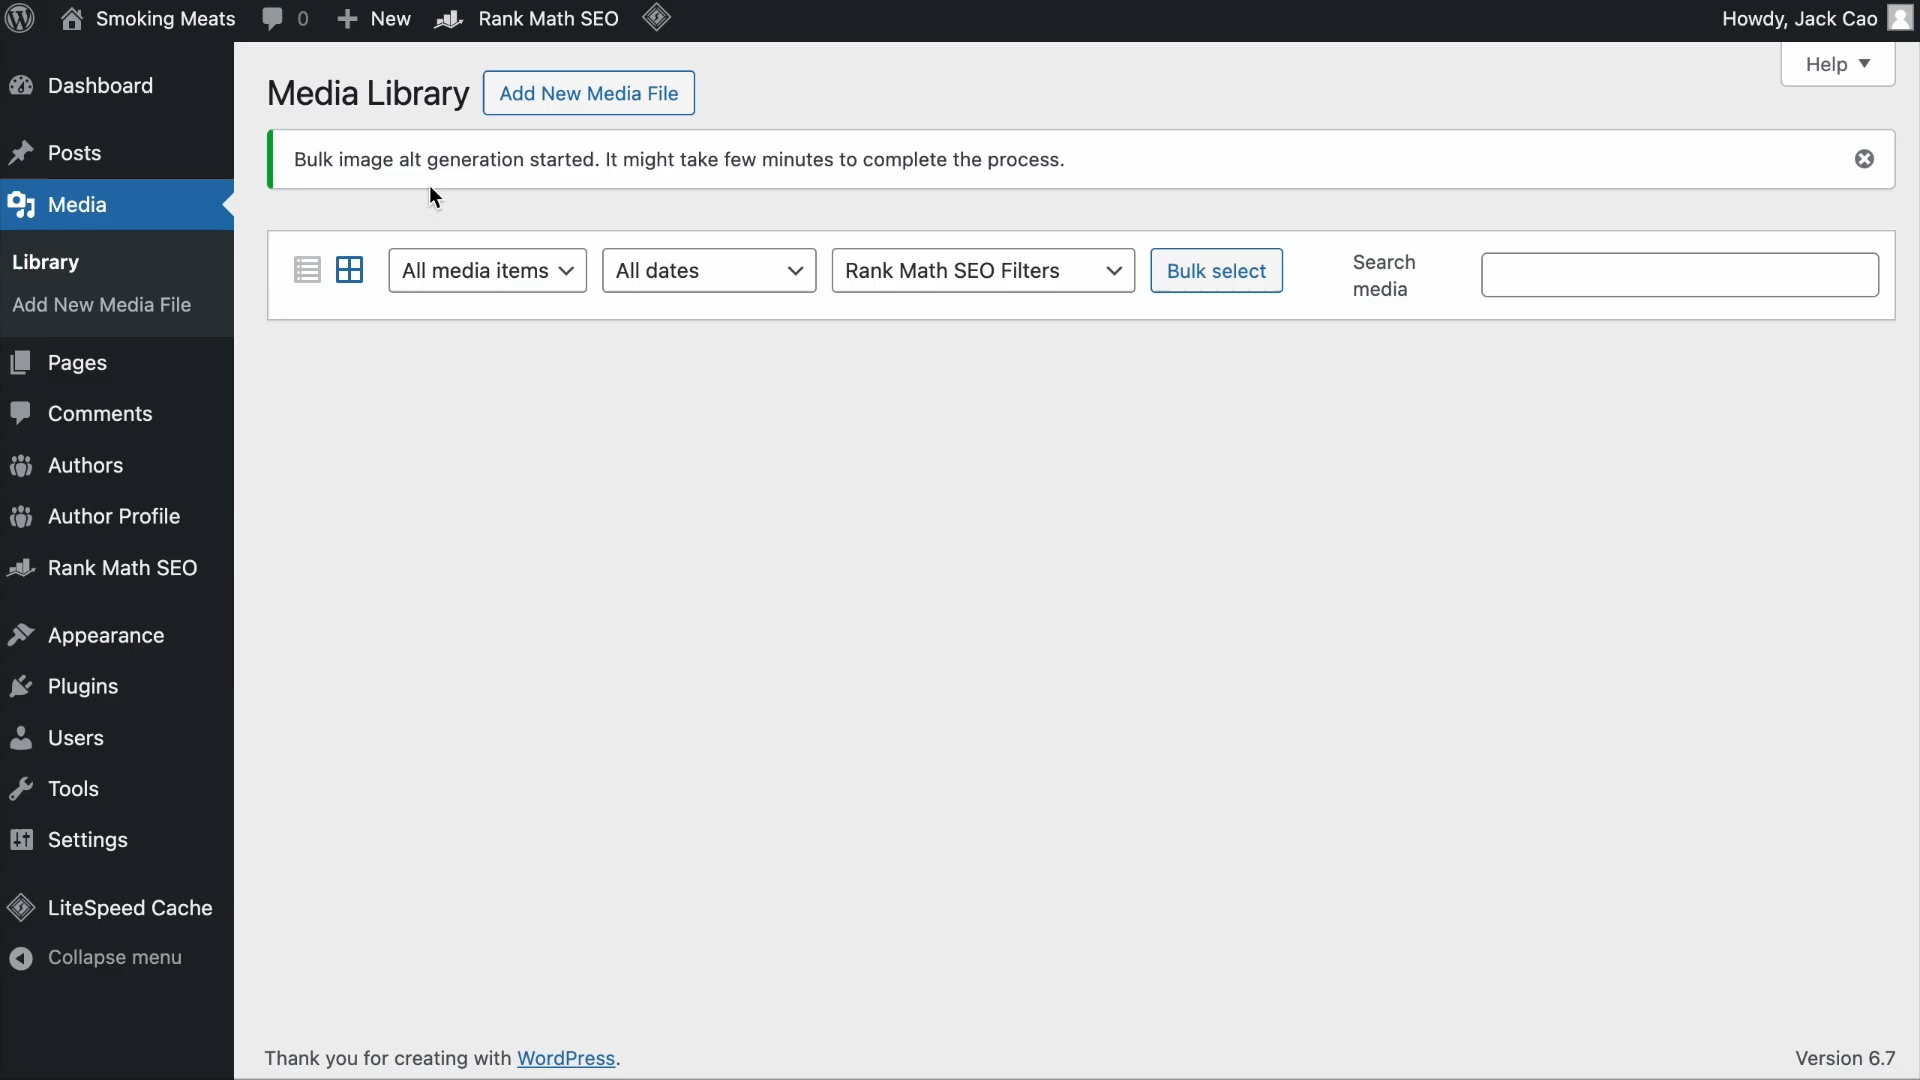 Smoking Meats 0 New Rank Math SEO Howdy, Jack Cao
Help
Dashboard
Posts
Media
Library
Add New Media File
Pages
Comments
Authors
Author Profile
Rank Math SEO
Appearance
Plugins
Users
Tools
Settings
LiteSpeed Cache
Collapse menu
Media Library Add New Media File
Bulk image alt generation started. It might take few minutes to complete the process.
All media items All dates Rank Math SEO Filters Bulk select
Search
media
Thank you for creating with WordPress. Version 6.7